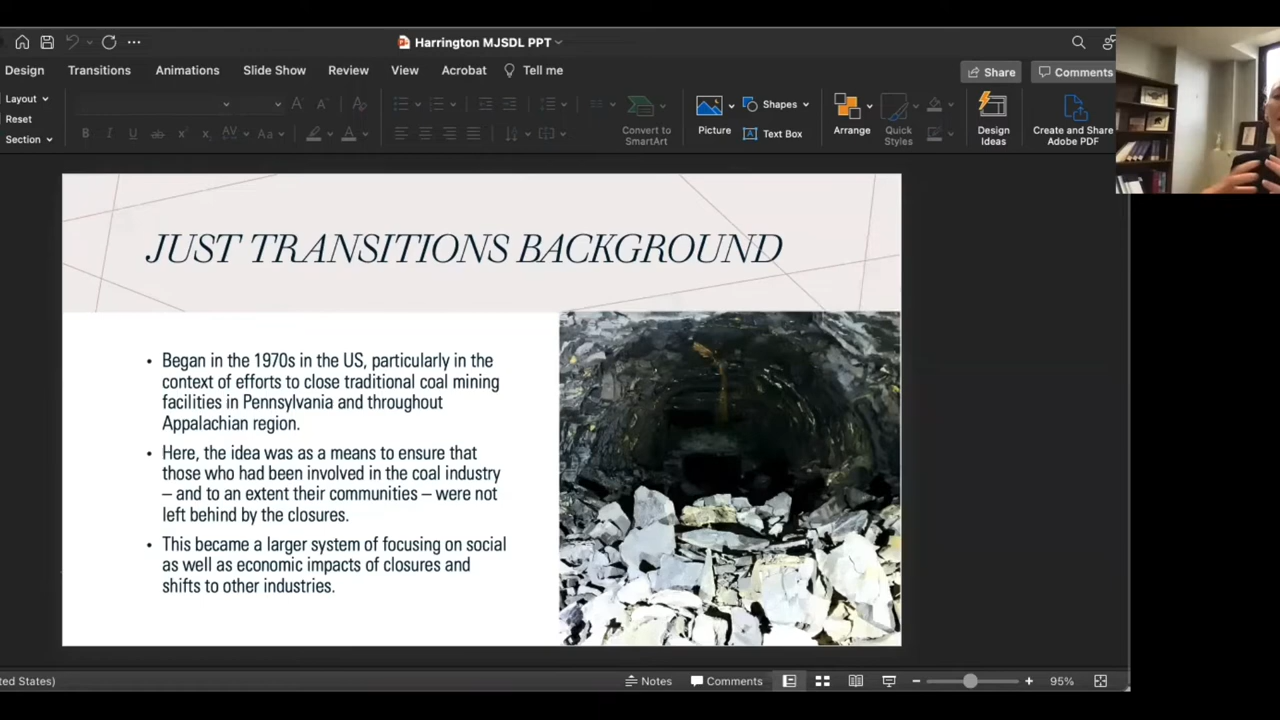 Harrington MJSDL PPT
Design Transitions Animations Slide Show Review View Acrobat Tell me Share Comments
Layout
Reset
Section
Convert to
SmartArt
Picture
Shapes
Text Box
Arrange
Quick
Styles
Design
Ideas
Create and Share
Adobe PDF
JUST TRANSITIONS BACKGROUND
• Began in the 1970s in the US, particularly in the
context of efforts to close traditional coal mining
facilities in Pennsylvania and throughout
Appalachian region.
• Here, the idea was as a means to ensure that
those who had been involved in the coal industry
– and to an extent their communities – were not
left behind by the closures.
• This became a larger system of focusing on social
as well as economic impacts of closures and
shifts to other industries.
States) Notes Comments 95%